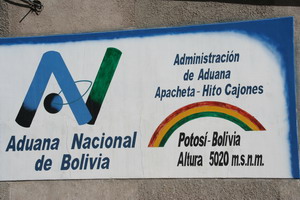 Aduana Nacional
de Bolivia
Administración
de Aduana
Apacheta - Hito Cajones
Potosí - Bolivia
Altura 5020 m.s.n.m.